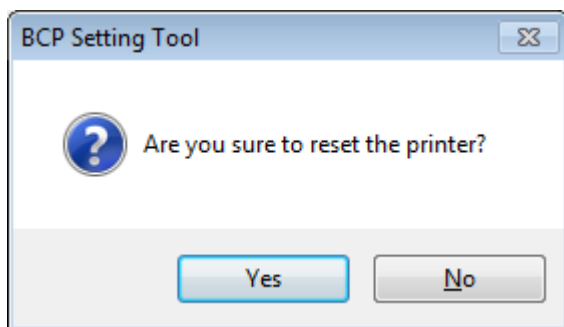 BCP Setting Tool
Are you sure to reset the printer?
Yes
No